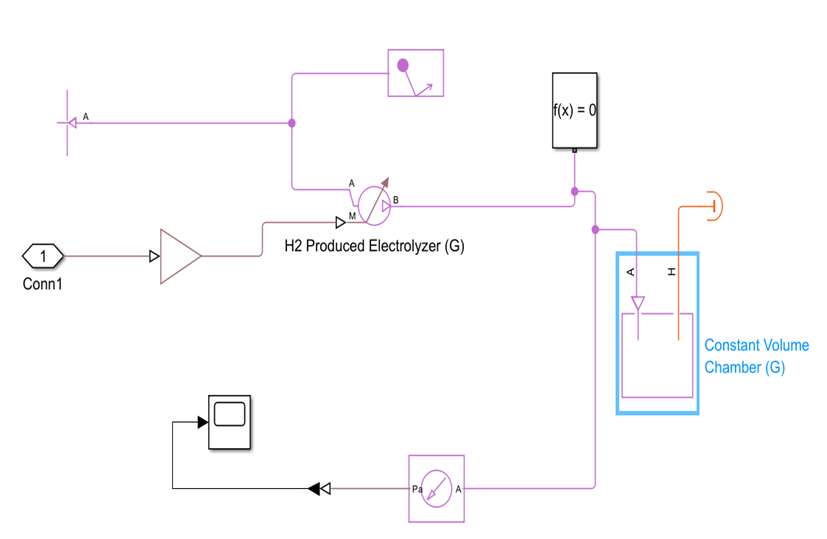 A
f(x) = 0
A
B
M
H2 Produced Electrolyzer (G)
1
Conn1
A
H
Constant Volume
Chamber (G)
Pa
A